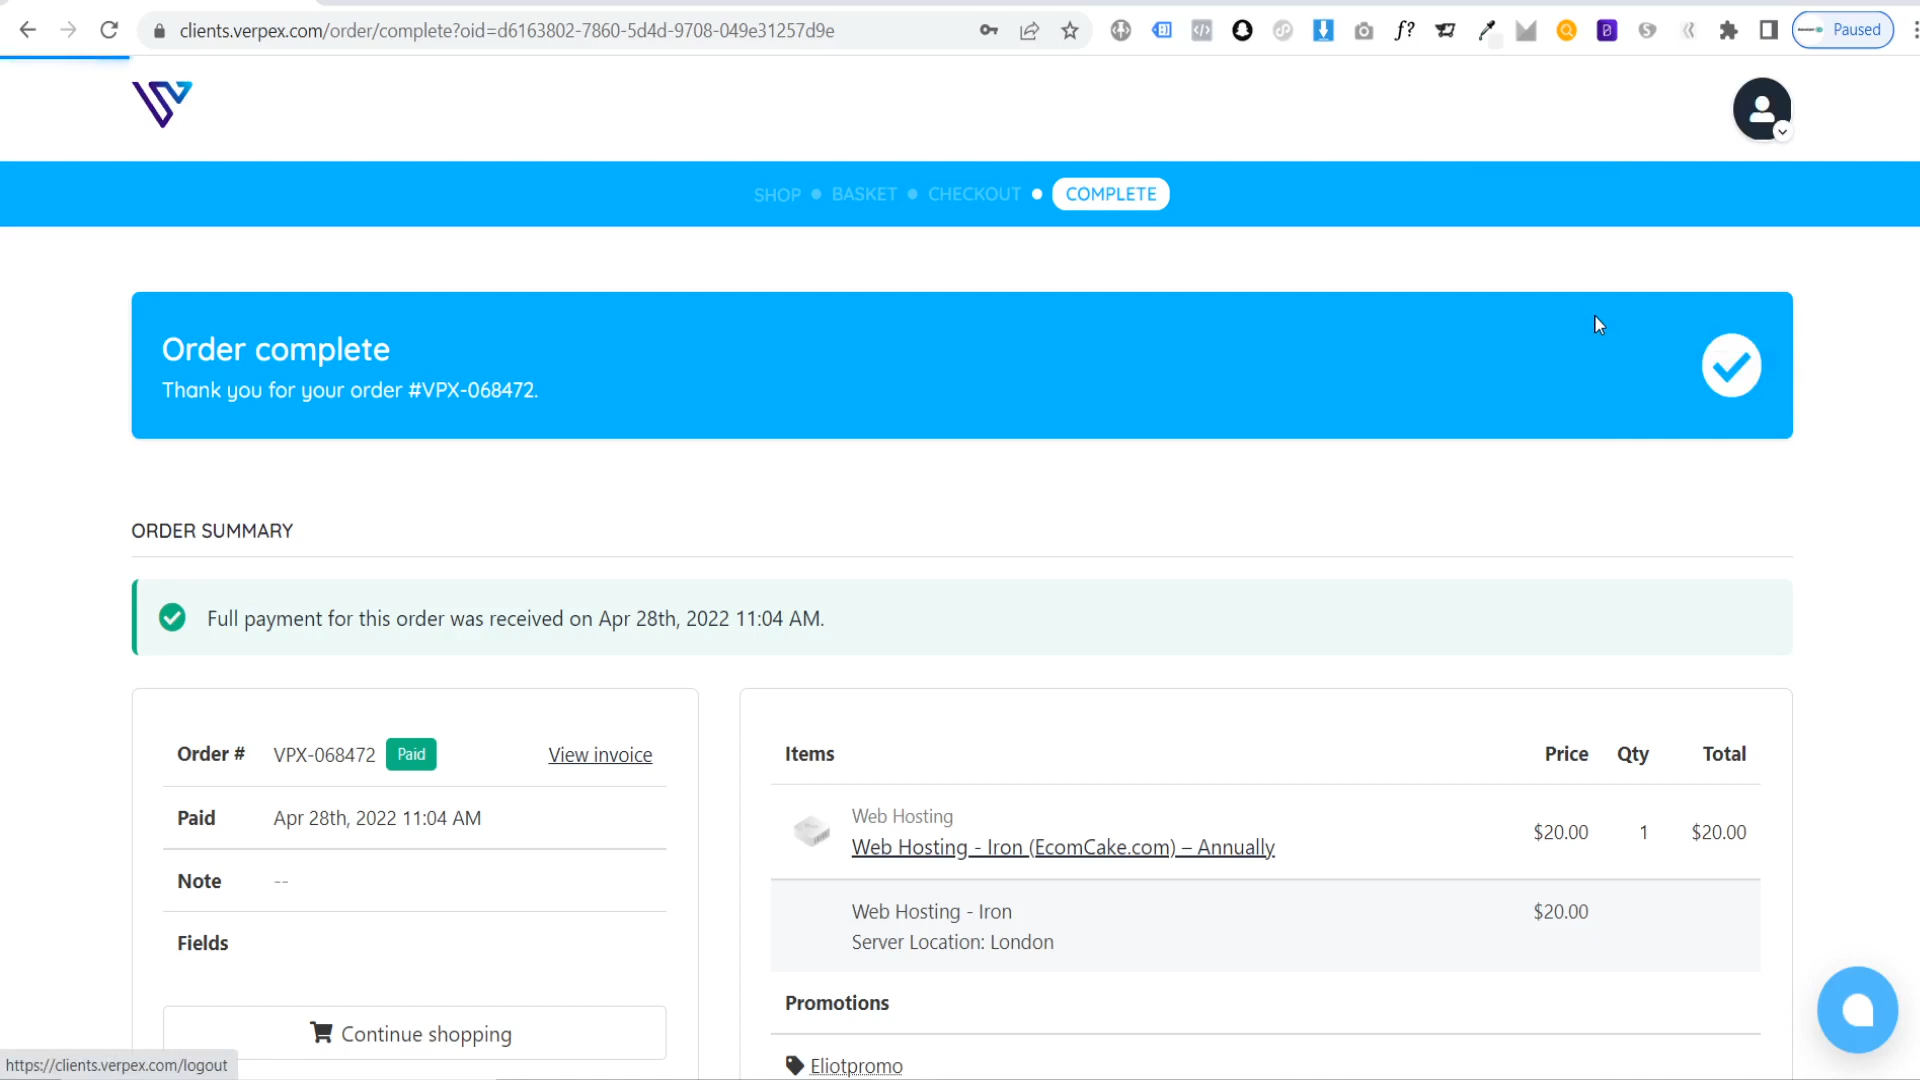 clients.verpex.com/order/complete?oid=d6163802-7860-5d4d-9708-049e31257d9e
f?
Paused
SHOP
BASKET
CHECKOUT
COMPLETE
Order complete
Thank you for your order #VPX-068472.
ORDER SUMMARY
Full payment for this order was received on Apr 28th, 2022 11:04 AM.
Order # VPX-068472 Paid View invoice
Paid Apr 28th, 2022 11:04 AM
Note --
Fields
Continue shopping
Items Price Qty Total
Web Hosting
Web Hosting - Iron (EcomCake.com) – Annually $20.00 1 $20.00
Web Hosting - Iron $20.00
Server Location: London
Promotions
Eliotpromo
https://clients.verpex.com/logout